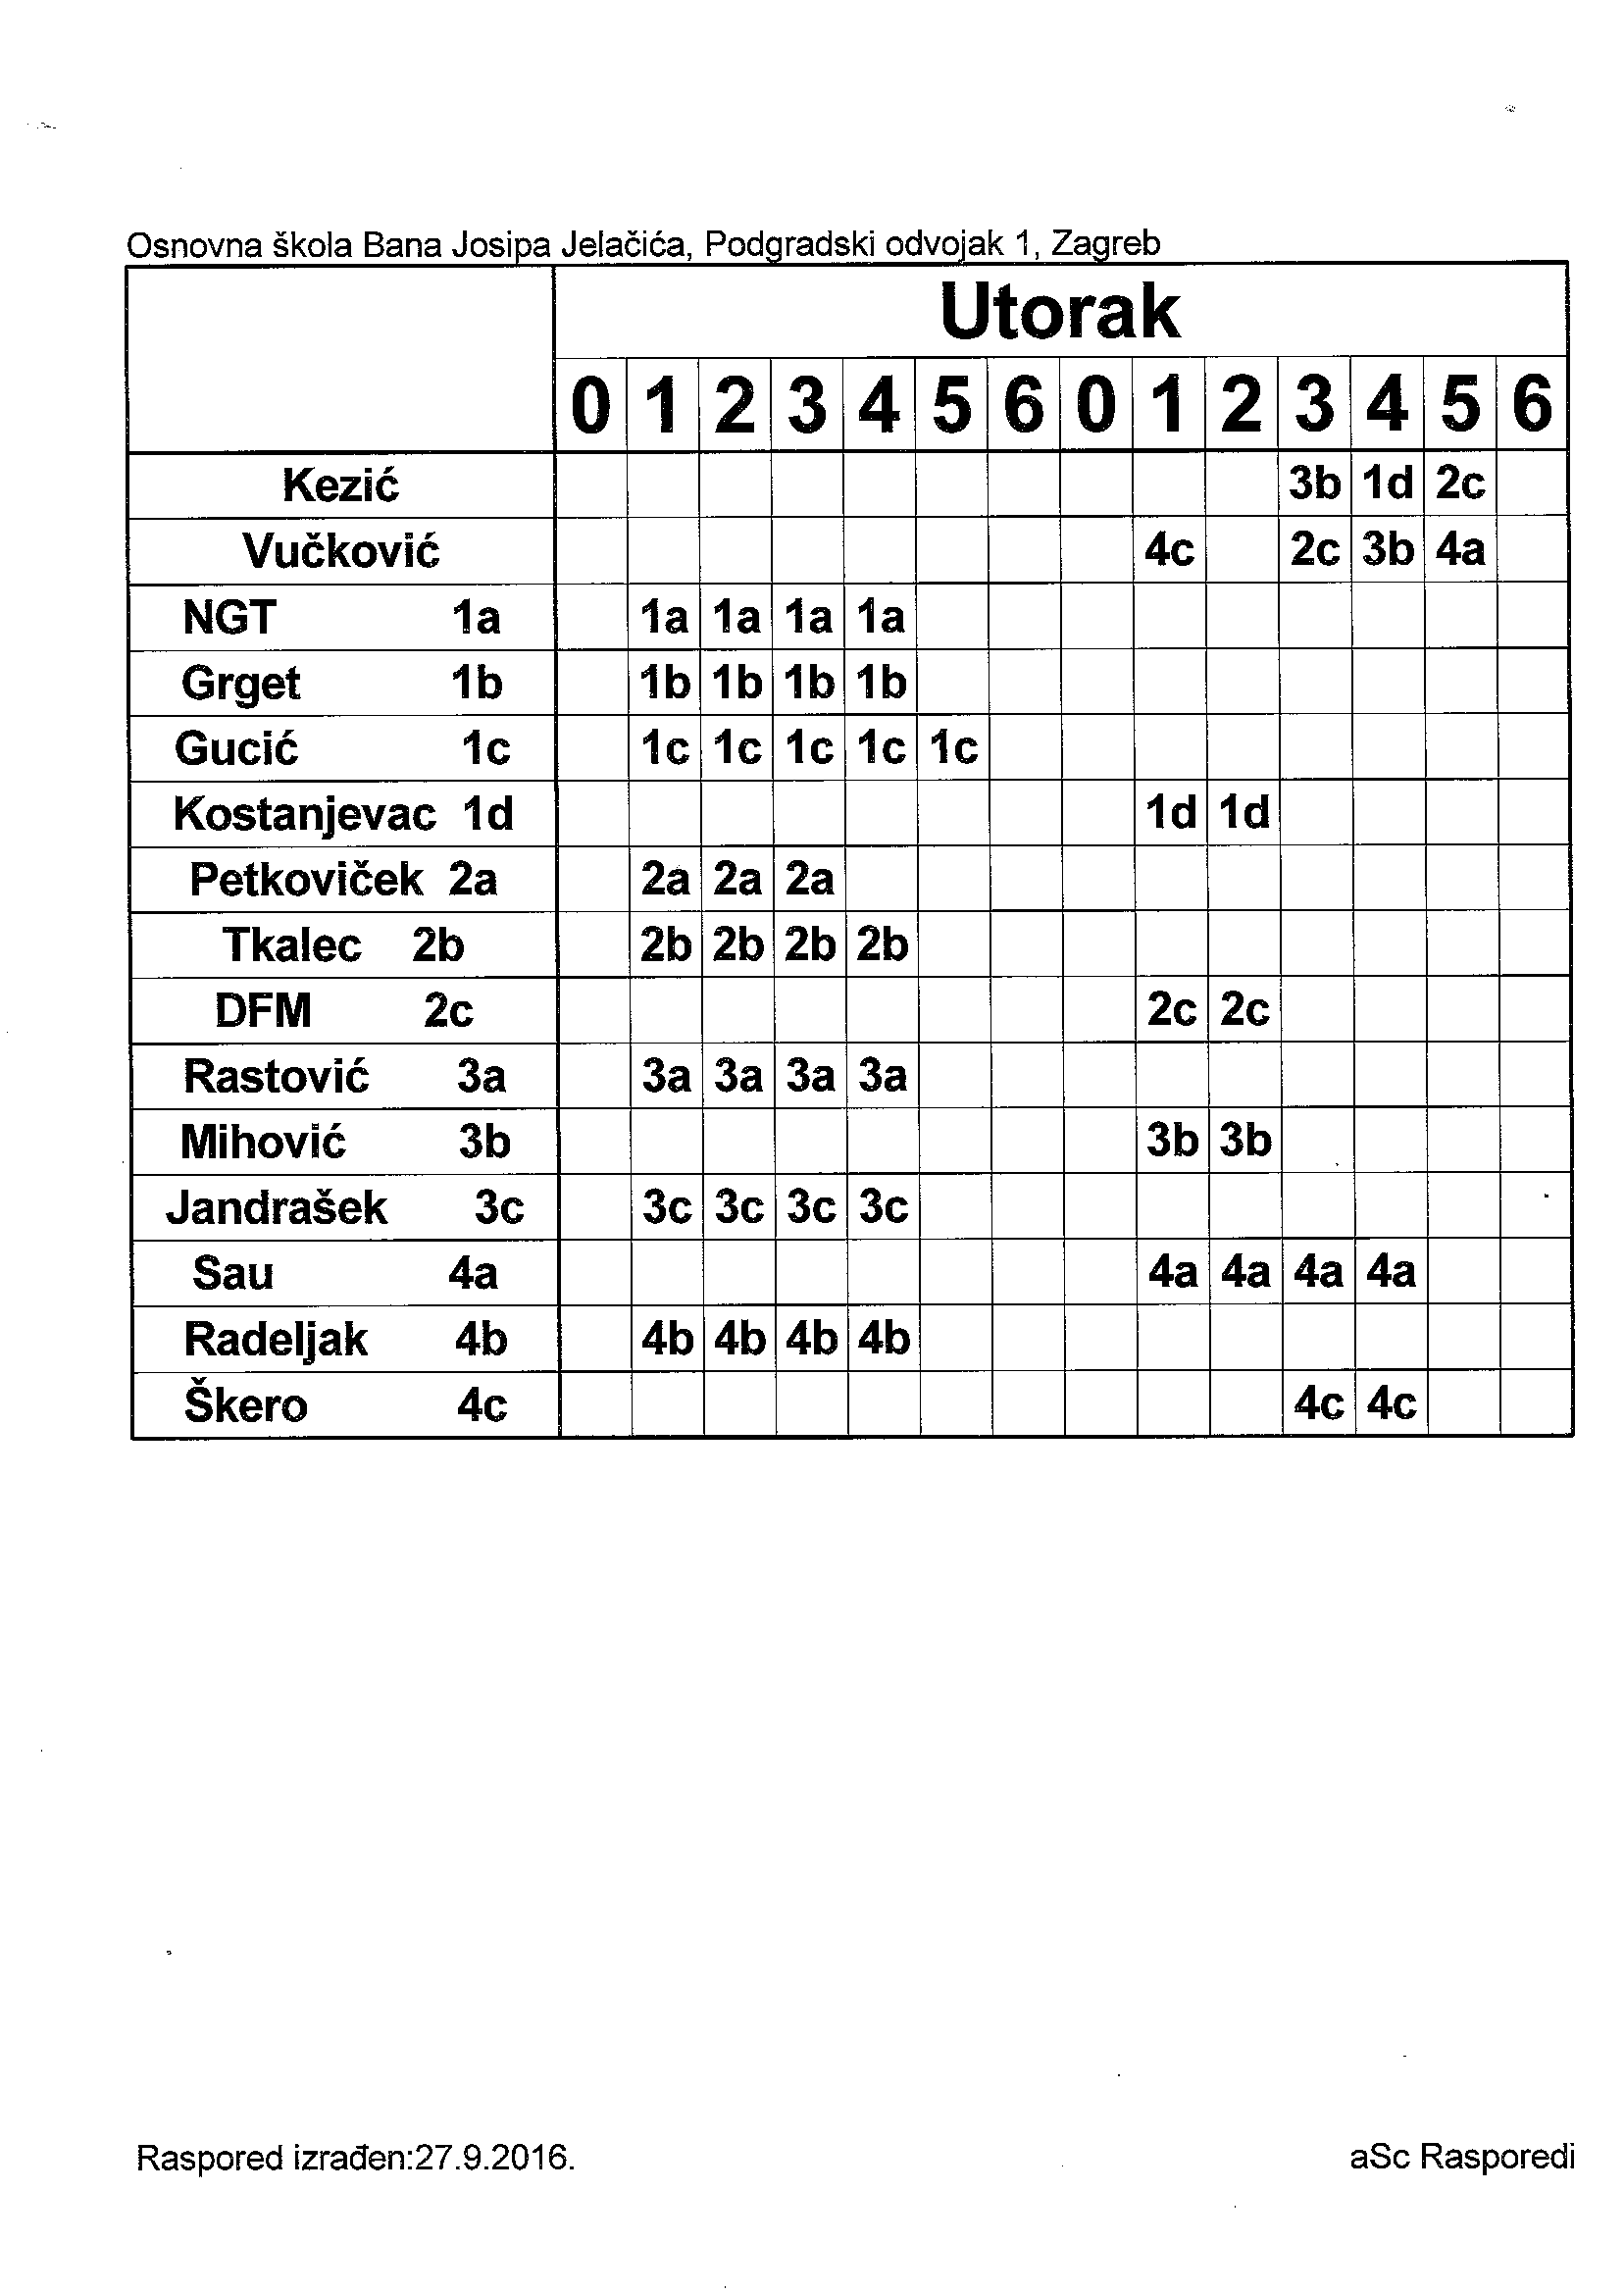 Osnovna škola Bana Josipa Jelačića, Podgradski odvojak 1, Zagreb
Utorak
0 1 2 3 4 5 6 0 1 2 3 4 5 6
Kezić 3b 1d 2c
Vučković 4c 2c 3b 4a
NGT 1a 1a 1a 1a 1a
Grget 1b 1b 1b 1b 1b
Gucić 1c 1c 1c 1c 1c 1c
Kostanjevac 1d 1d 1d
Petkoviček 2a 2a 2a 2a
Tkalec 2b 2b 2b 2b 2b
DFM 2c 2c 2c
Rastović 3a 3a 3a 3a 3a
Mihović 3b 3b 3b
Jandrašek 3c 3c 3c 3c 3c
Sau 4a 4a 4a 4a 4a
Radeljak 4b 4b 4b 4b 4b
Škero 4c 4c 4c
Raspored izrađen:27.9.2016. aSc Rasporedi